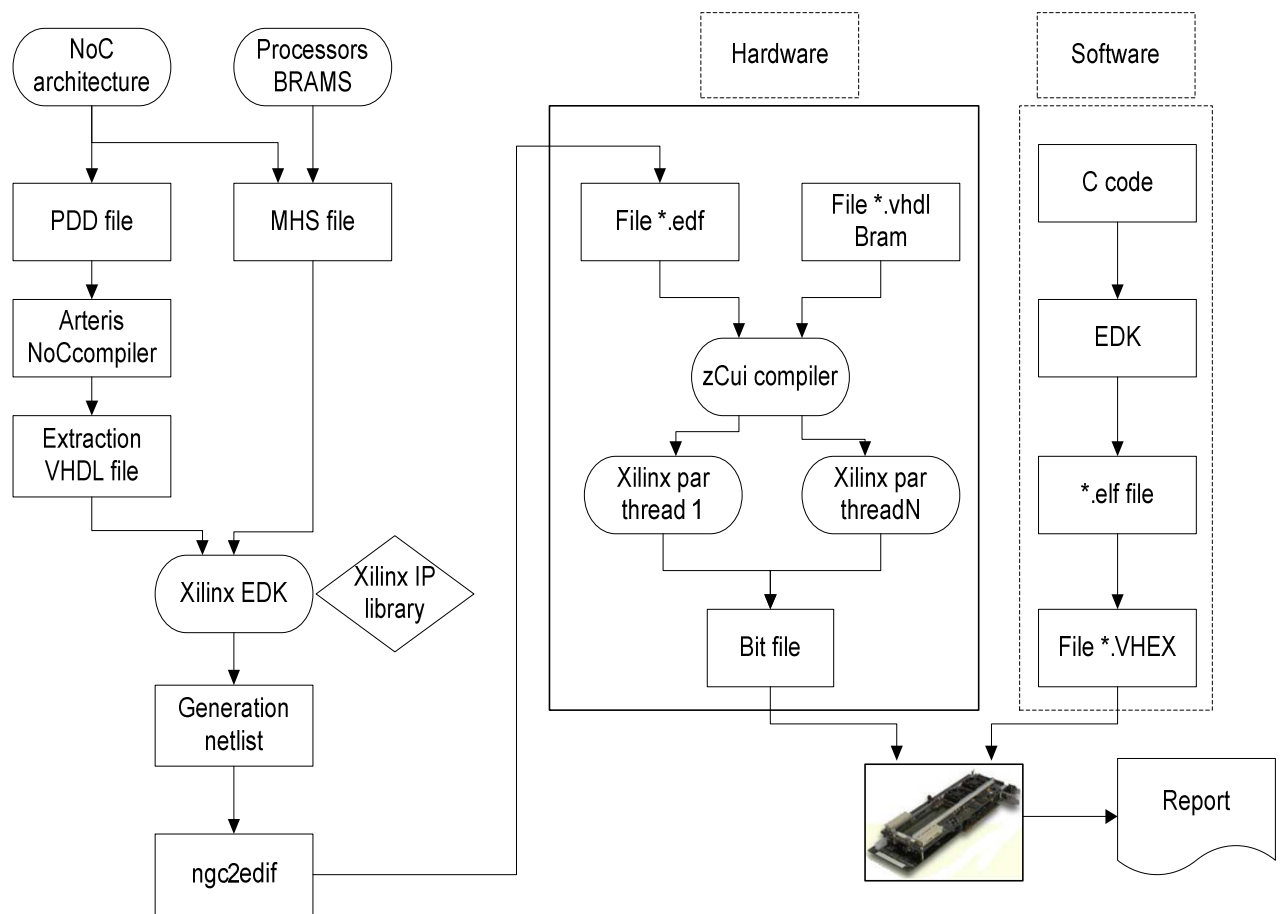 NoC
architecture
Processors
BRAMS
PDD file
MHS file
Arteris
NoCcompiler
Extraction
VHDL file
Xilinx EDK
Xilinx IP
library
Generation
netlist
ngc2edif
Hardware
File *.edf
File *.vhdl
Bram
zCui compiler
Xilinx par
thread 1
Xilinx par
threadN
Bit file
Software
C code
EDK
*.elf file
File *.VHEX
Report